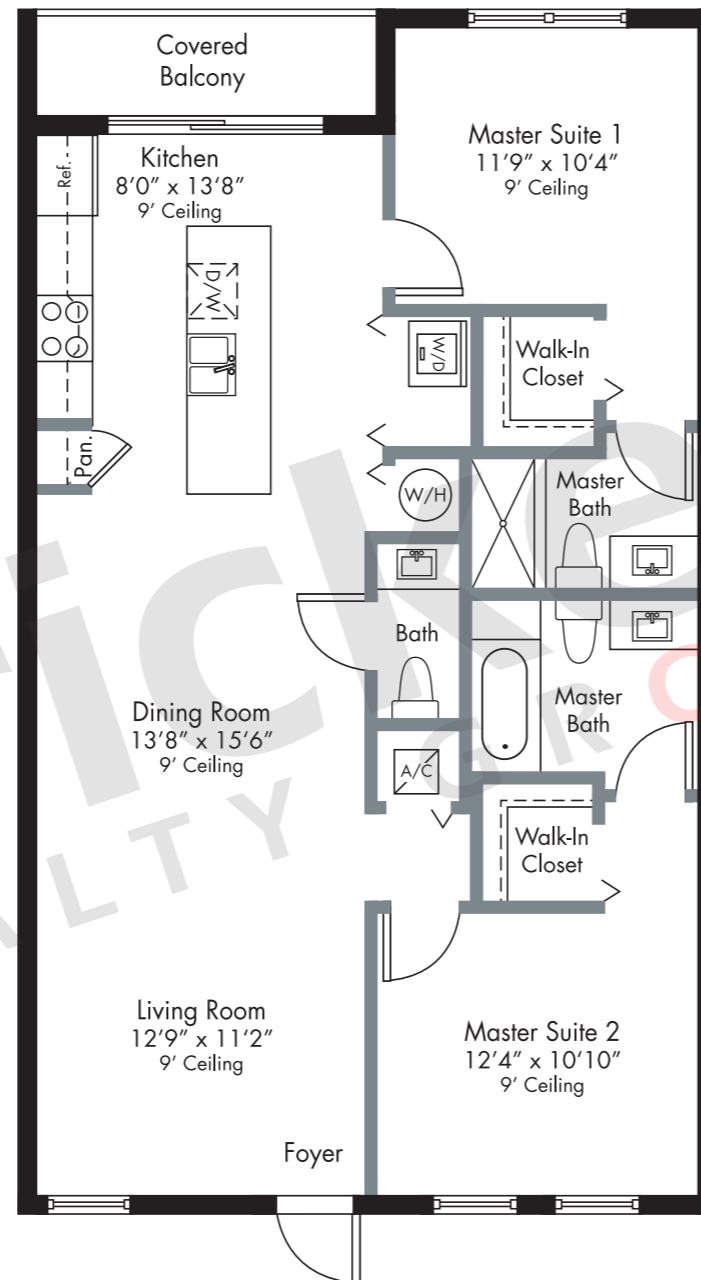 Covered
Balcony
Master Suite 1
11’9” x 10‘4”
9’ Ceiling
Kitchen
8’0” x 13‘8”
9’ Ceiling
Ref.
D/W
W/D
Walk-In
Closet
Pan.
W/H
Master
Bath
Bath
Master
Bath
Dining Room
13’8” x 15’6”
9’ Ceiling
A/C
Walk-In
Closet
Living Room
12’9” x 11‘2”
9’ Ceiling
Master Suite 2
12’4” x 10’10”
9’ Ceiling
Foyer